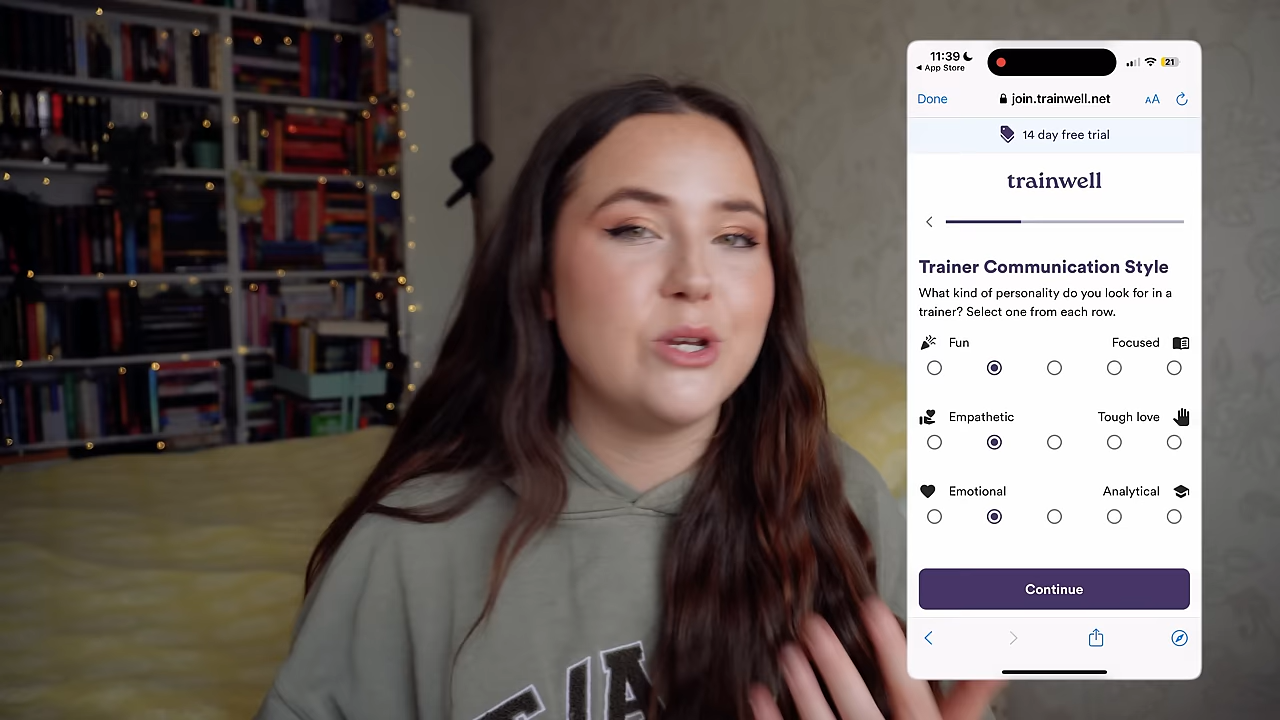 11:39
App Store
21
Done
join.trainwell.net
AA
14 day free trial
trainwell
Trainer Communication Style
What kind of personality do you look for in a
trainer? Select one from each row.
Fun Focused
Empathetic Tough love
Emotional Analytical
Continue